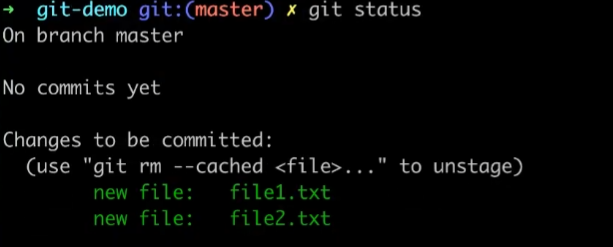 ➜  git-demo git:(master) ✗ git status
On branch master

No commits yet

Changes to be committed:
  (use "git rm --cached <file>..." to unstage)
        new file:   file1.txt
        new file:   file2.txt